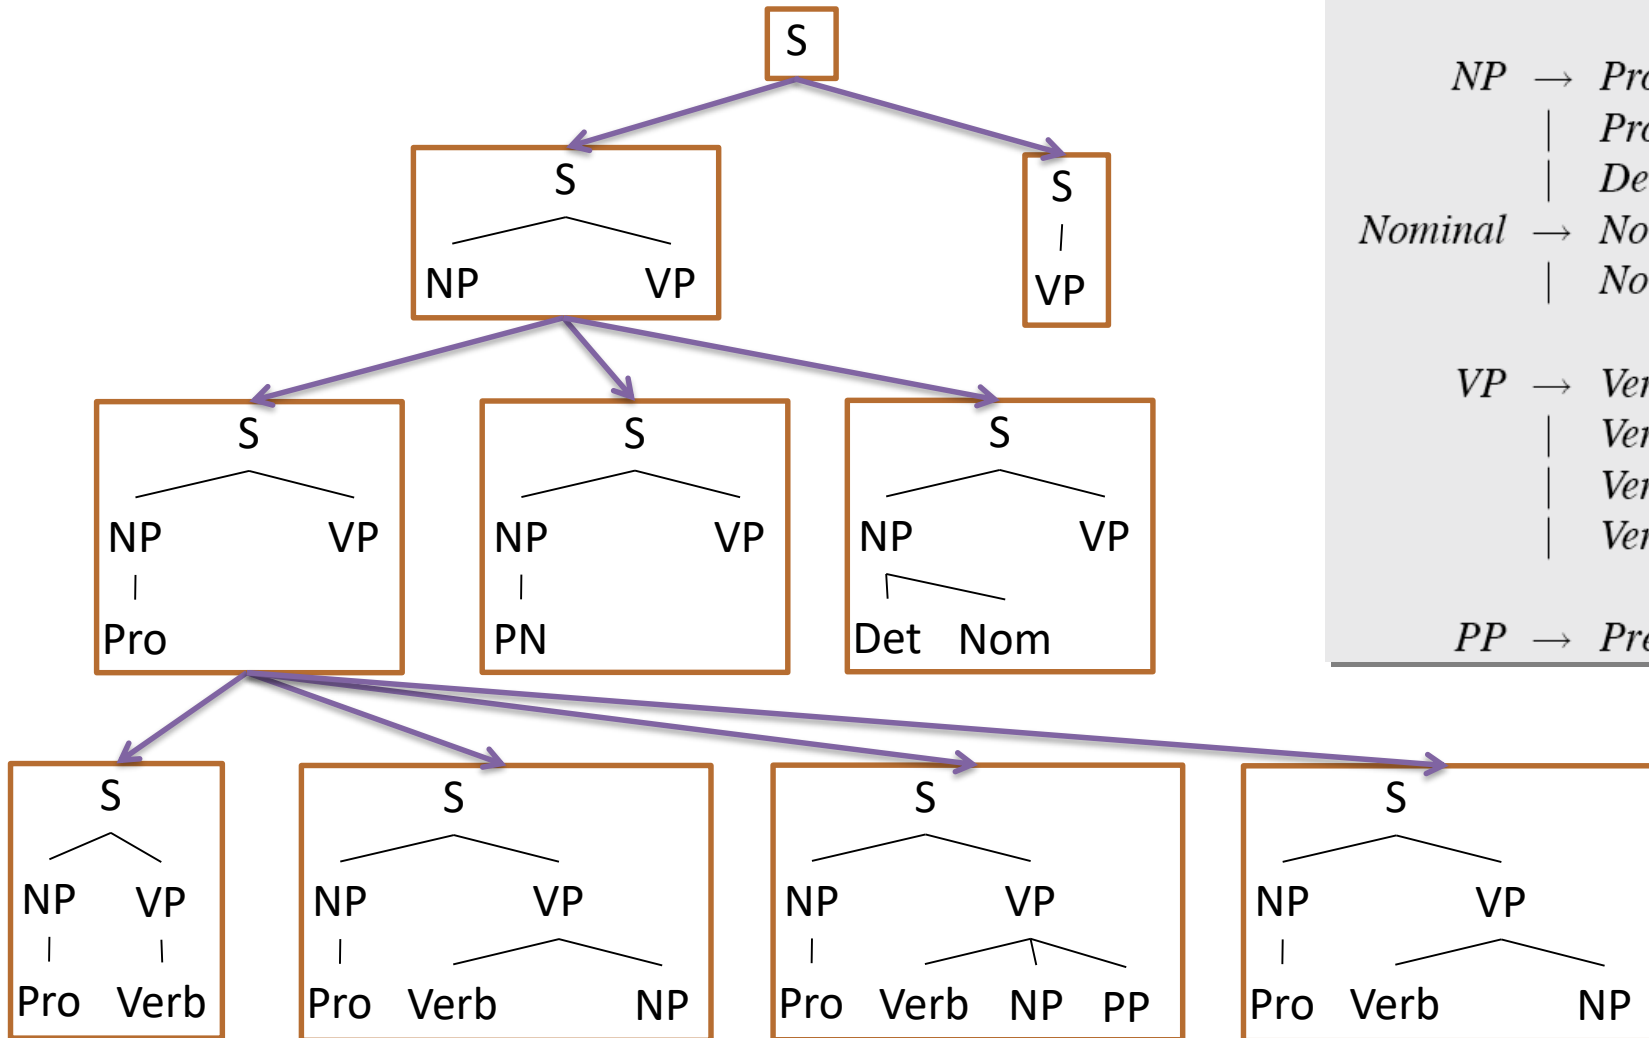 S
S
NP VP
S
VP
S
NP VP
Pro
S
NP VP
PN
S
NP VP
Det Nom
S
NP VP
Pro Verb
S
NP VP
Pro Verb NP
S
NP VP
Pro Verb NP PP
S
NP VP
Pro Verb NP
NP →
|
|
Nominal →
|
VP →
|
|
|
PP →